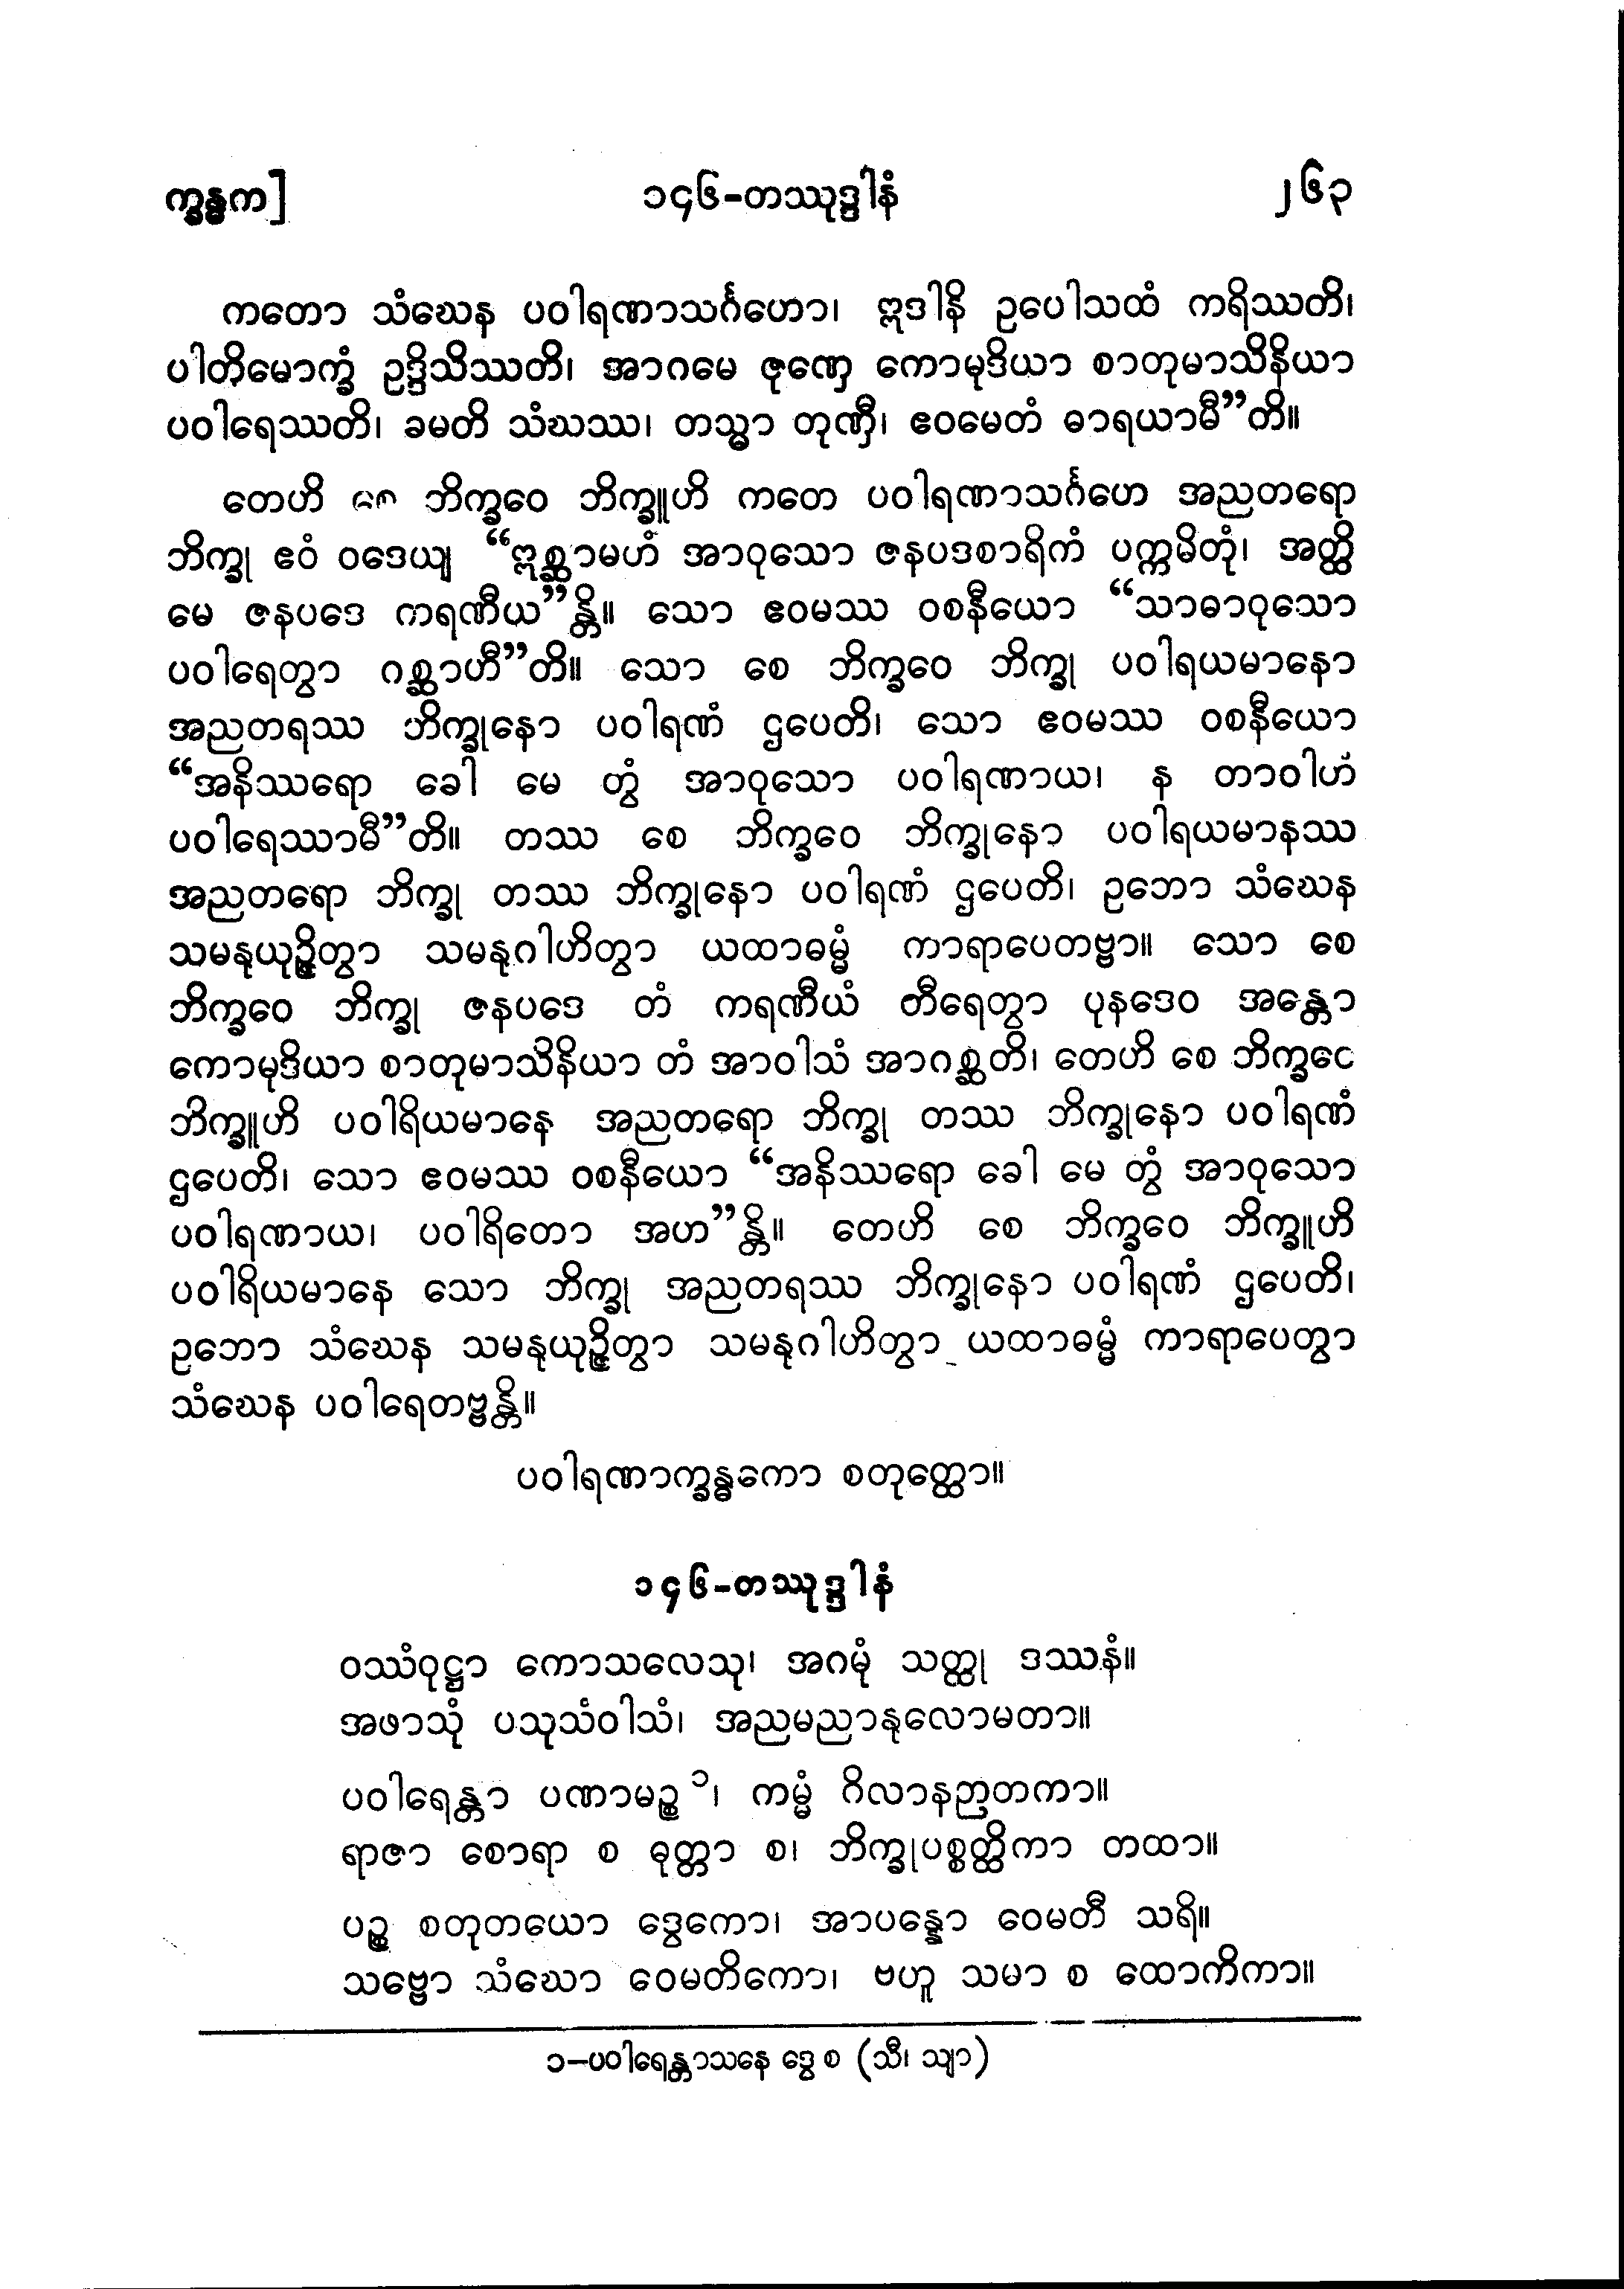 က္ခန္ဓက]
၁၄၆-တဿုဒ္ဒါနံ
၂၆၃
ကတော သံဃေန ပဝါရဏာသင်္ဂဟော၊ ဣဒါနိ ဥပေါသထံ ကရိဿတိ၊
ပါတိမောက္ခံ ဥဒ္ဒိသိဿတိ၊ အာဂမေ ဇုဏှေ ကောမုဒိယာ စာတုမာသိနိယာ
ပဝါရေဿတိ၊ ခမတိ သံဃဿ၊ တသ္မာ တုဏှီ၊ ဧဝမေတံ ဓာရယာမီ”တိ။
တေဟိ ဘိက္ခဝေ ဘိက္ခူဟိ ကတေ ပဝါရဏာသင်္ဂဟေ အညတရော
ဘိက္ခု ဧဝံ ဝဒေယျ “ဣစ္ဆာမဟံ အာဝုသော ဇနပဒစာရိကံ ပက္ကမိတုံ၊ အတ္ထိ
မေ ဇနပဒေ ကရဏီယ”န္တိ။ သော ဧဝမဿ ဝစနီယော “သာဓာဝုသော
ပဝါရေတွာ ဂစ္ဆာဟီ”တိ။ သော စေ ဘိက္ခဝေ ဘိက္ခု ပဝါရယမာနော
အညတရဿ ဘိက္ခုနော ပဝါရဏံ ဌပေတိ၊ သော ဧဝမဿ ဝစနီယော
“အနိဿရော ခေါ မေ တွံ အာဝုသော ပဝါရဏာယ၊ န တာဝါဟံ
ပဝါရေဿာမီ”တိ။ တဿ စေ ဘိက္ခဝေ ဘိက္ခုနော ပဝါရယမာနဿ
အညတရော ဘိက္ခု တဿ ဘိက္ခုနော ပဝါရဏံ ဌပေတိ၊ ဥဘော သံဃေန
သမနုယုဉ္ဇိတွာ သမနုဂါဟိတွာ ယထာဓမ္မံ ကာရာပေတဗ္ဗာ။ သော စေ
ဘိက္ခဝေ ဘိက္ခု ဇနပဒေ တံ ကရဏီယံ တီရေတွာ ပုနဒေဝ အန္တော
ကောမုဒိယာ စာတုမာသိနိယာ တံ အာဝါသံ အာဂစ္ဆတိ၊ တေဟိ စေ ဘိက္ခဝေ
ဘိက္ခူဟိ ပဝါရိယမာနေ အညတရော ဘိက္ခု တဿ ဘိက္ခုနော ပဝါရဏံ
ဌပေတိ၊ သော ဧဝမဿ ဝစနီယော “အနိဿရော ခေါ မေ တွံ အာဝုသော
ပဝါရဏာယ၊ ပဝါရိတော အဟ”န္တိ။ တေဟိ စေ ဘိက္ခဝေ ဘိက္ခူဟိ
ပဝါရိယမာနေ သော ဘိက္ခု အညတရဿ ဘိက္ခုနော ပဝါရဏံ ဌပေတိ၊
ဥဘော သံဃေန သမနုယုဉ္ဇိတွာ သမနုဂါဟိတွာ ယထာဓမ္မံ ကာရာပေတွာ
သံဃေန ပဝါရေတဗ္ဗန္တိ။
ပဝါရဏာက္ခန္ဓကော စတုတ္ထော။
၁၄၆-တဿုဒ္ဒါနံ
ဝဿံဝုဋ္ဌာ ကောသလေသု၊ အဂမုံ သတ္ထု ဒဿနံ။
အဖာသုံ ပသုသံဝါသံ၊ အညမညာနုလောမတာ။
ပဝါရေန္တာ ပဏာမဉ္စ ၁၊ ကမ္မံ ဂိလာနဉာတကာ။
ရာဇာ စောရာ စ ဓုတ္တာ စ၊ ဘိက္ခုပစ္စတ္ထိကာ တထာ။
ပဉ္စ စတုတယော ဒွေကော၊ အာပန္နော ဝေမတီ သရိ။
သဗ္ဗော သံဃော ဝေမတိကော၊ ဗဟူ သမာ စ ထောကိကာ။
၁-ပဝါရေန္တာသနေ ဒွေ စ (သီ၊ သျာ)